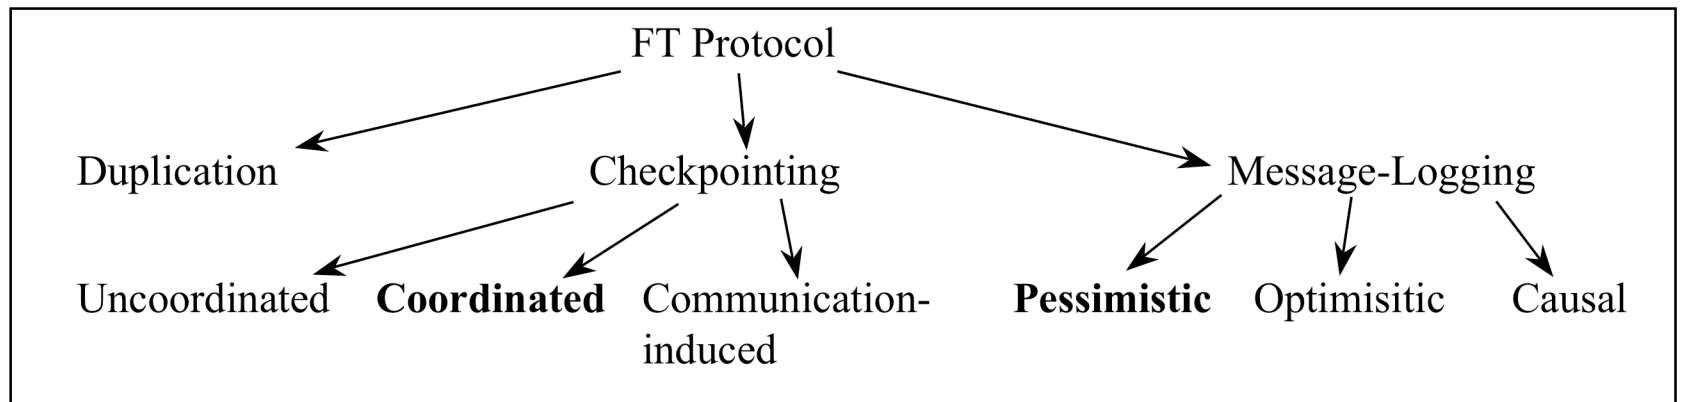 FT Protocol
Duplication Checkpointing Message-Logging
Uncoordinated Coordinated Communication- Pessimistic Optimisitic Causal
induced